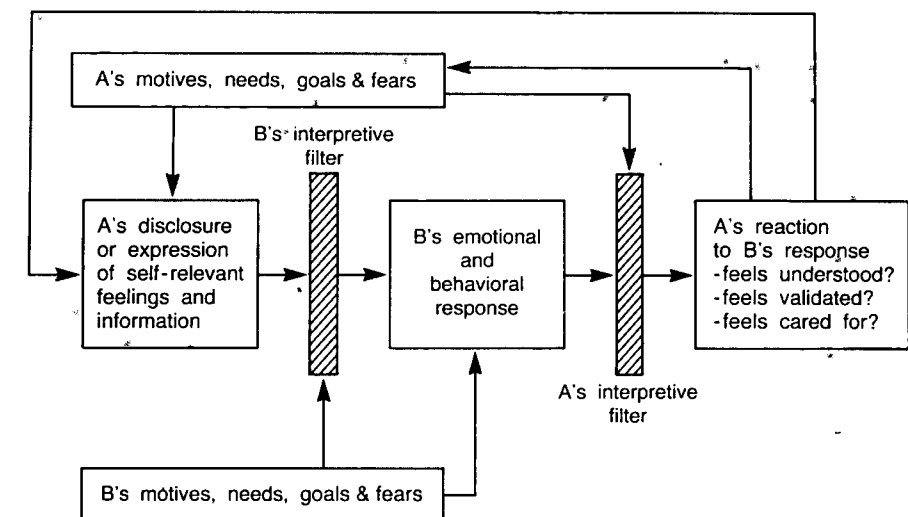 A's motives, needs, goals & fears
B's interpretive
filter
A's disclosure
or expression
of self-relevant
feelings and
information
B's emotional
and
behavioral
response
A's reaction
to B's response
-feels understood?
-feels validated?
-feels cared for?
A's interpretive
filter
B's motives, needs, goals & fears